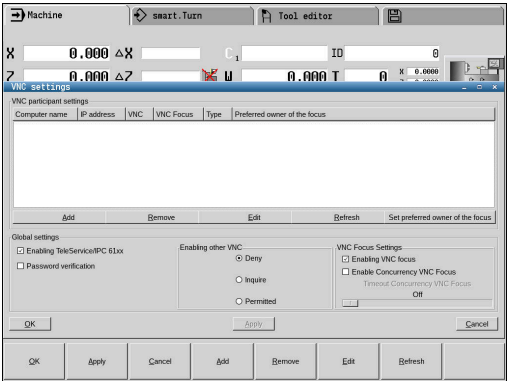 Machine smart.Turn Tool editor
X 0.000 ΔX C1 ID 0
Z 0.000 ΔZ W 0.000 T 0 X 0.0000
VNC settings
VNC participant settings
Computer name IP address VNC VNC Focus Type Preferred owner of the focus
Add Remove Edit Refresh Set preferred owner of the focus
Global settings
Enabling TeleService/IPC 61xx
Password verification
Enabling other VNC
Deny
Inquire
Permitted
VNC Focus Settings
Enabling VNC focus
Enable Concurrency VNC Focus
Timeout Concurrency VNC Focus
Off
OK Apply Cancel
OK Apply Cancel Add Remove Edit Refresh